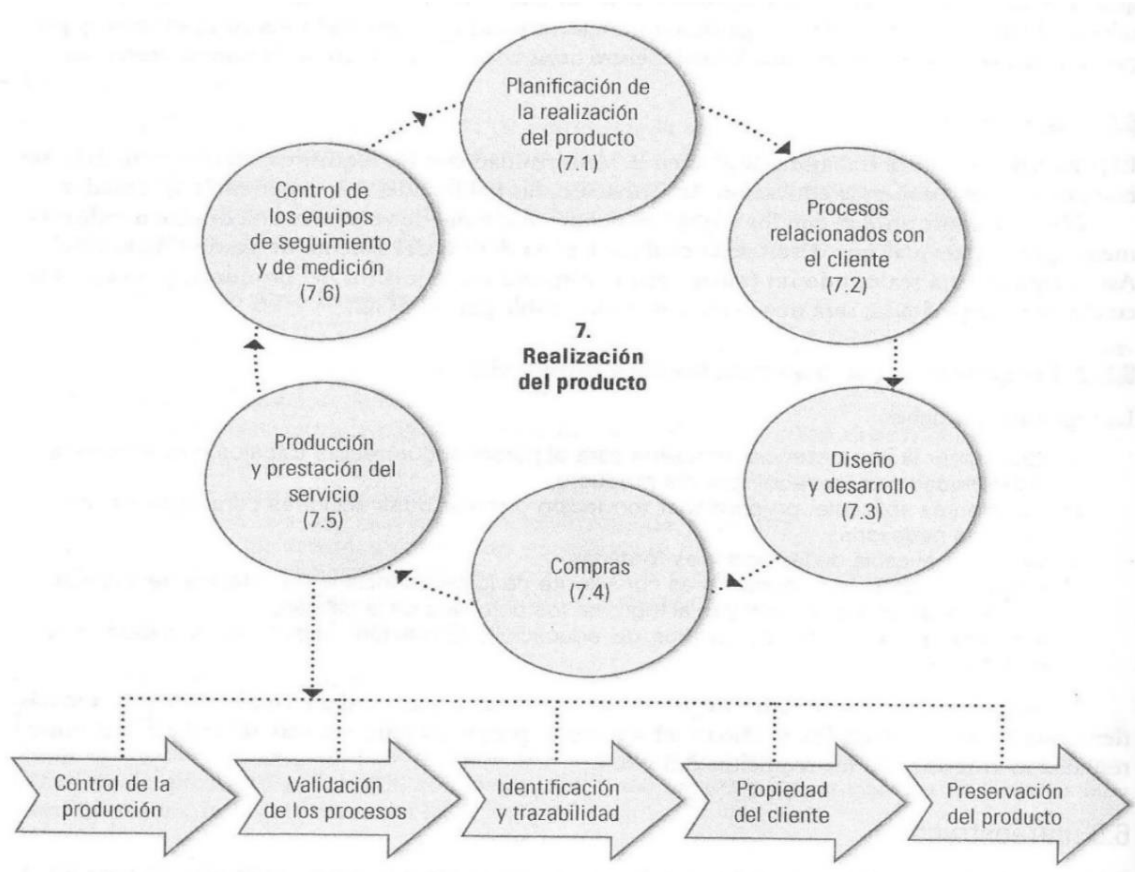 Planificación de
la realización
del producto
(7.1)
Procesos
relacionados con
el cliente
(7.2)
Diseño
y desarrollo
(7.3)
Compras
(7.4)
Producción
y prestación del
servicio
(7.5)
Control de
los equipos
de seguimiento
y de medición
(7.6)
7.
Realización
del producto
Control de la
producción
Validación
de los procesos
Identificación
y trazabilidad
Propiedad
del cliente
Preservación
del producto